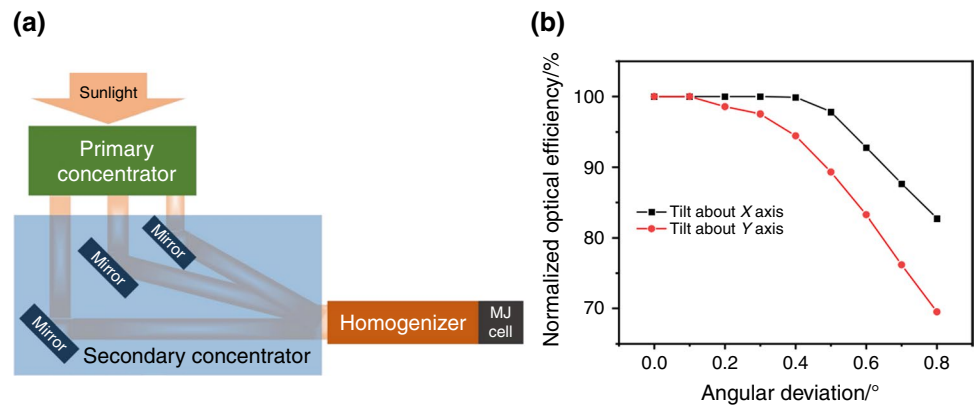 (a)
Sunlight
Primary
concentrator
Mirror
Mirror
Mirror
Homogenizer
MJ
cell
Secondary concentrator
(b)
Normalized optical efficiency/%
100
90
80
70
Tilt about X axis
Tilt about Y axis
0.0 0.2 0.4 0.6 0.8
Angular deviation/°